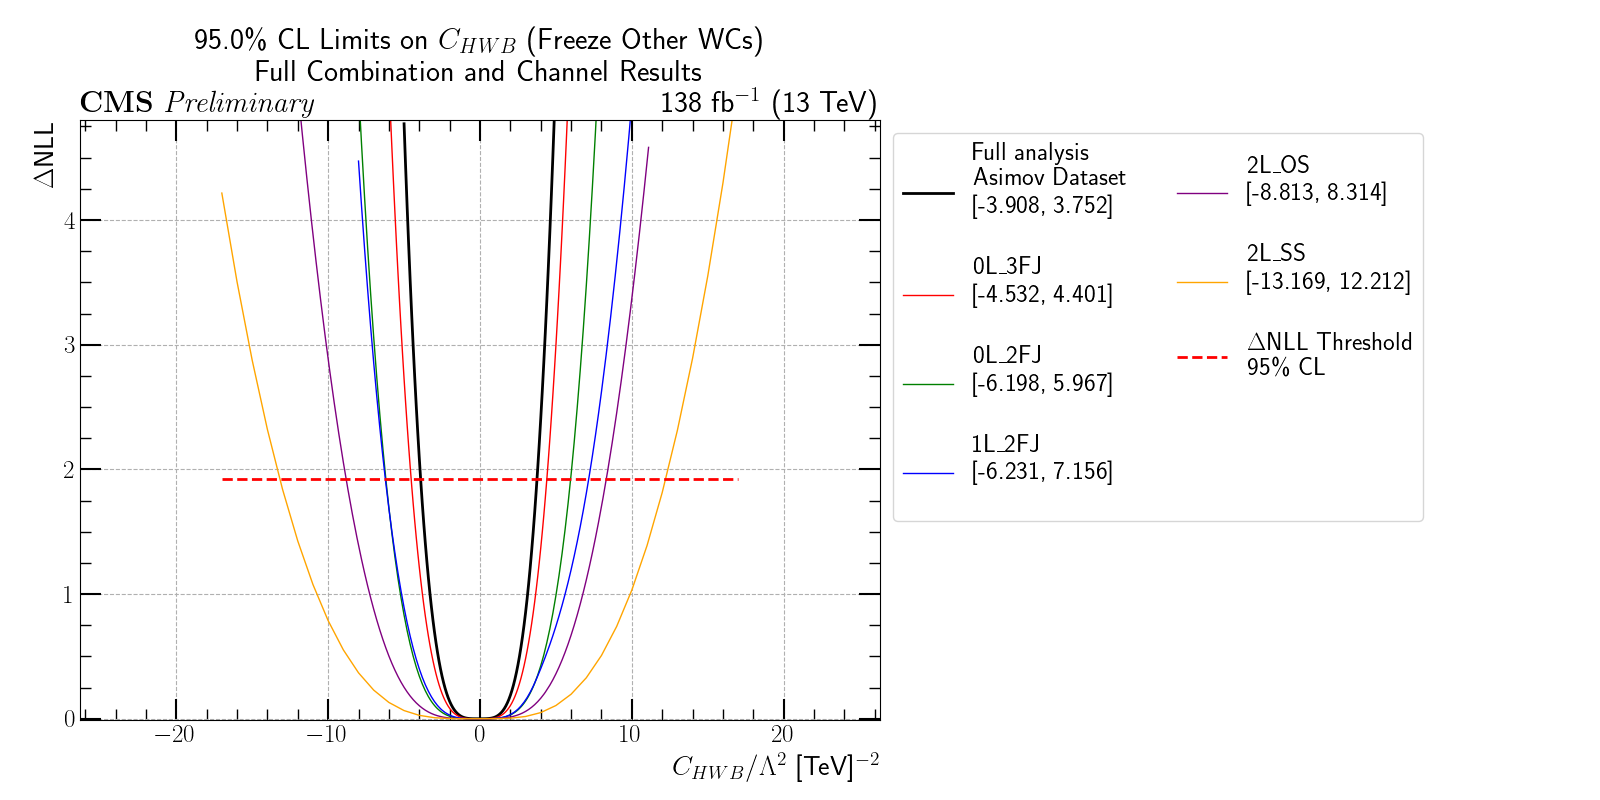 95.0% CL Limits on C_{HWB} (Freeze Other WCs)
Full Combination and Channel Results
CMS Preliminary 138 fb^{-1} (13 TeV)
ΔNLL
4
3
2
1
0
−20 −10 0 10 20
C_{HWB}/Λ^2 [TeV]^{-2}
Full analysis
Asimov Dataset
[-3.908, 3.752]
0L_3FJ
[-4.532, 4.401]
0L_2FJ
[-6.198, 5.967]
1L_2FJ
[-6.231, 7.156]
2L_OS
[-8.813, 8.314]
2L_SS
[-13.169, 12.212]
ΔNLL Threshold
95% CL